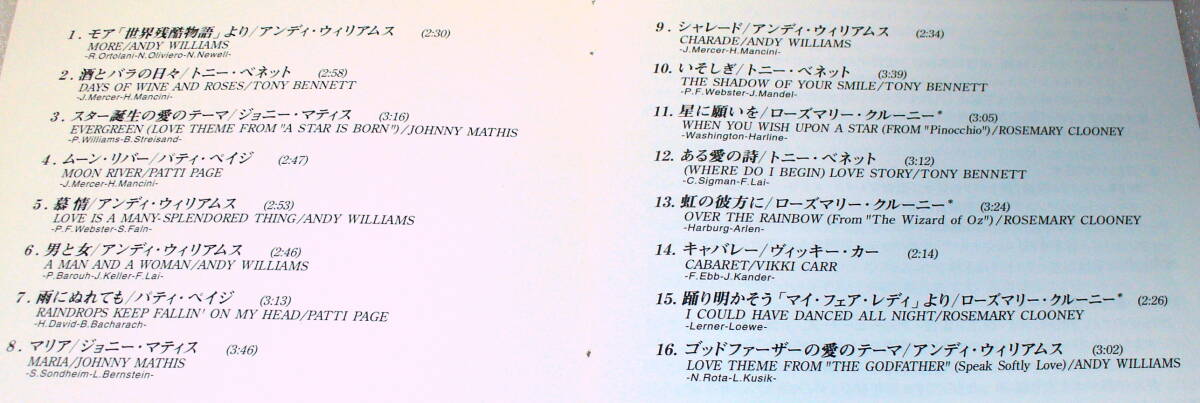 1. モア「世界残酷物語」より/アンディ・ウィリアムス (2:30)
MORE/ANDY WILLIAMS
-R.Ortolani-N.Oliviero-N.Newell-
2. 酒とバラの日々/トニー・ベネット (2:58)
DAYS OF WINE AND ROSES/TONY BENNETT
-J.Mercer-H.Mancini-
3. スター誕生の愛のテーマ/ジョニー・マティス (3:16)
EVERGREEN (LOVE THEME FROM "A STAR IS BORN")/JOHNNY MATHIS
-P.Williams-B.Streisand-
4. ムーン・リバー/パティ・ペイジ (2:47)
MOON RIVER/PATTI PAGE
-J.Mercer-H.Mancini-
5. 慕情/アンディ・ウィリアムス (2:53)
LOVE IS A MANY-SPLENDORED THING/ANDY WILLIAMS
-P.F.Webster-S.Fain-
6. 男と女/アンディ・ウィリアムス (2:46)
A MAN AND A WOMAN/ANDY WILLIAMS
-P.Barouh-J.Keller-F.Lai-
7. 雨にぬれても/パティ・ペイジ (3:13)
RAINDROPS KEEP FALLIN' ON MY HEAD/PATTI PAGE
-H.David-B.Bacharach-
8. マリア/ジョニー・マティス (3:46)
MARIA/JOHNNY MATHIS
-S.Sondheim-L.Bernstein-
9. シャレード/アンディ・ウィリアムス (2:34)
CHARADE/ANDY WILLIAMS
-J.Mercer-H.Mancini-
10. いそしぎ/トニー・ベネット (3:39)
THE SHADOW OF YOUR SMILE/TONY BENNETT
-P.F.Webster-J.Mandel-
11. 星に願いを/ローズマリー・クルーニー* (3:05)
WHEN YOU WISH UPON A STAR (FROM "Pinocchio")/ROSEMARY CLOONEY
-Washington-Harline-
12. ある愛の詩/トニー・ベネット (3:12)
(WHERE DO I BEGIN) LOVE STORY/TONY BENNETT
-C.Sigman-F.Lai-
13. 虹の彼方に/ローズマリー・クルーニー* (3:24)
OVER THE RAINBOW (From "The Wizard of Oz")/ROSEMARY CLOONEY
-Harburg-Arlen-
14. キャバレー/ヴィッキー・カー (2:14)
CABARET/VIKKI CARR
-F.Ebb-J.Kander-
15. 踊り明かそう「マイ・フェア・レディ」より/ローズマリー・クルーニー* (2:26)
I COULD HAVE DANCED ALL NIGHT/ROSEMARY CLOONEY
-Lerner-Loewe-
16. ゴッドファーザーの愛のテーマ/アンディ・ウィリアムス (3:02)
LOVE THEME FROM "THE GODFATHER" (Speak Softly Love)/ANDY WILLIAMS
-N.Rota-L.Kusik-